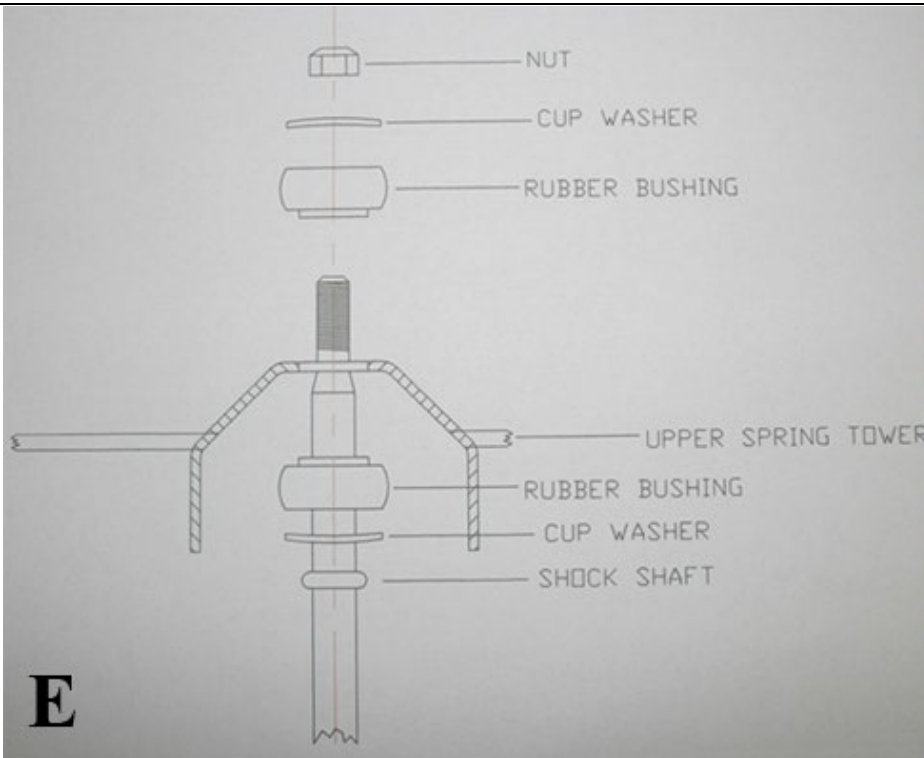 NUT
CUP WASHER
RUBBER BUSHING
UPPER SPRING TOWER
RUBBER BUSHING
CUP WASHER
SHOCK SHAFT
E